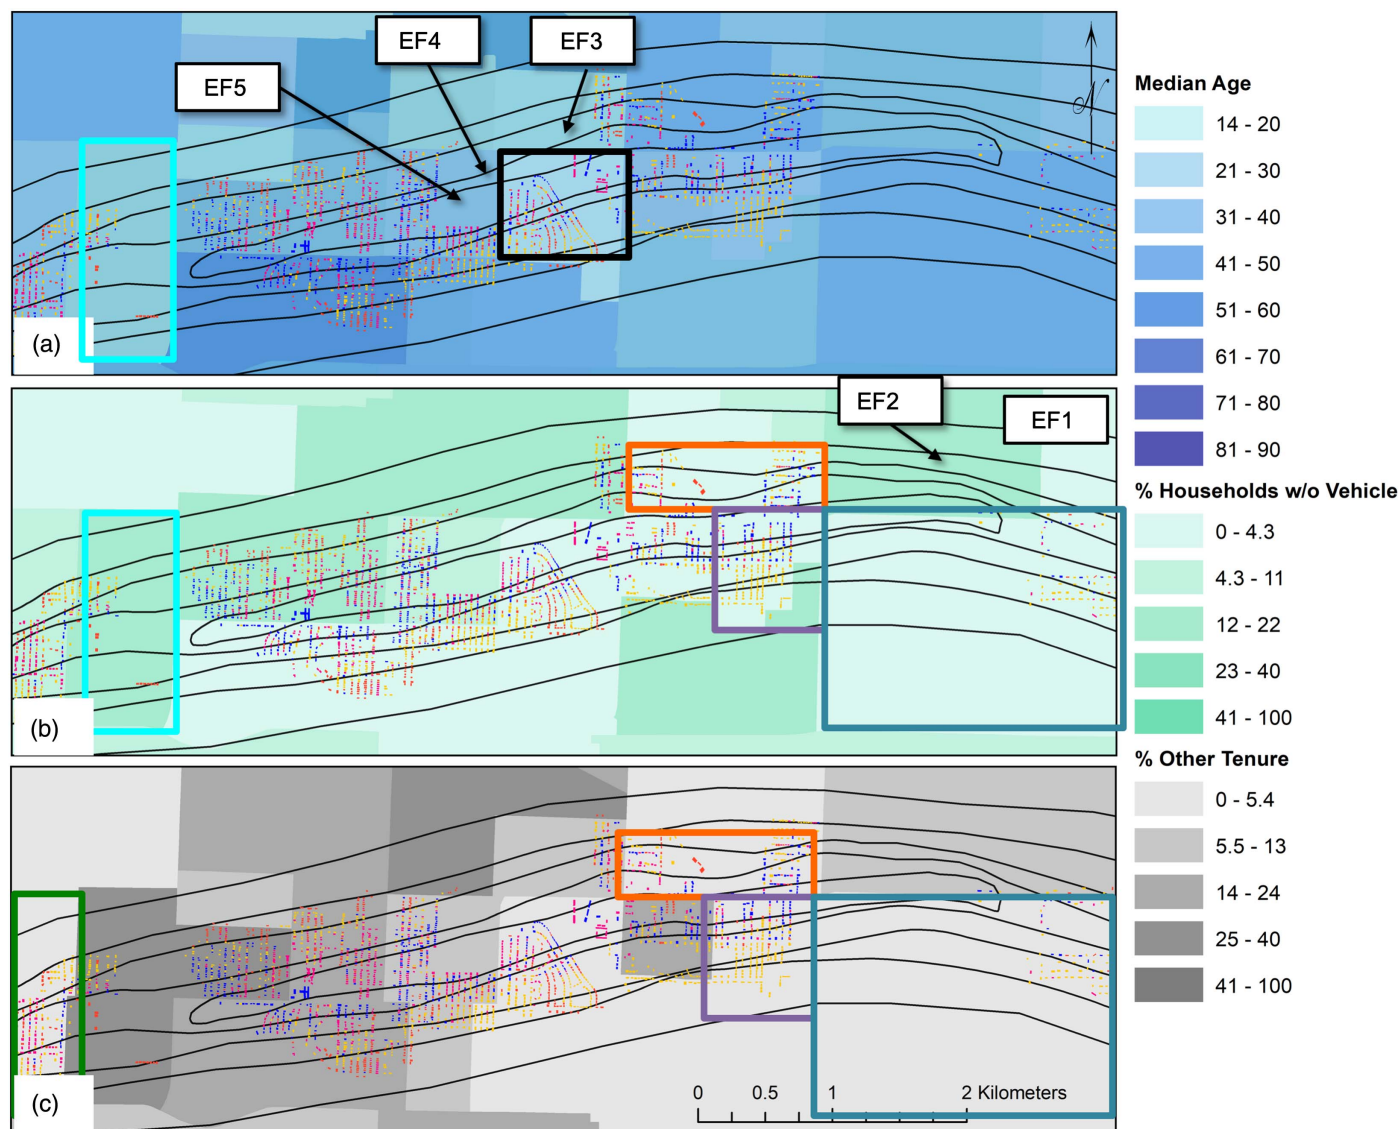 EF4
EF3
EF5
N
(a)
EF2
EF1
(b)
(c)
0 0.5 1 2 Kilometers
Median Age
14 - 20
21 - 30
31 - 40
41 - 50
51 - 60
61 - 70
71 - 80
81 - 90
% Households w/o Vehicle
0 - 4.3
4.3 - 11
12 - 22
23 - 40
41 - 100
% Other Tenure
0 - 5.4
5.5 - 13
14 - 24
25 - 40
41 - 100